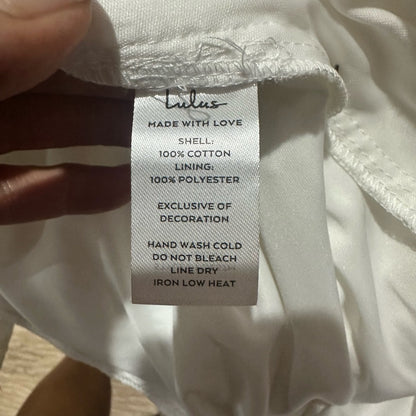 Lulus
MADE WITH LOVE
SHELL:
100% COTTON
LINING:
100% POLYESTER
EXCLUSIVE OF
DECORATION
HAND WASH COLD
DO NOT BLEACH
LINE DRY
IRON LOW HEAT